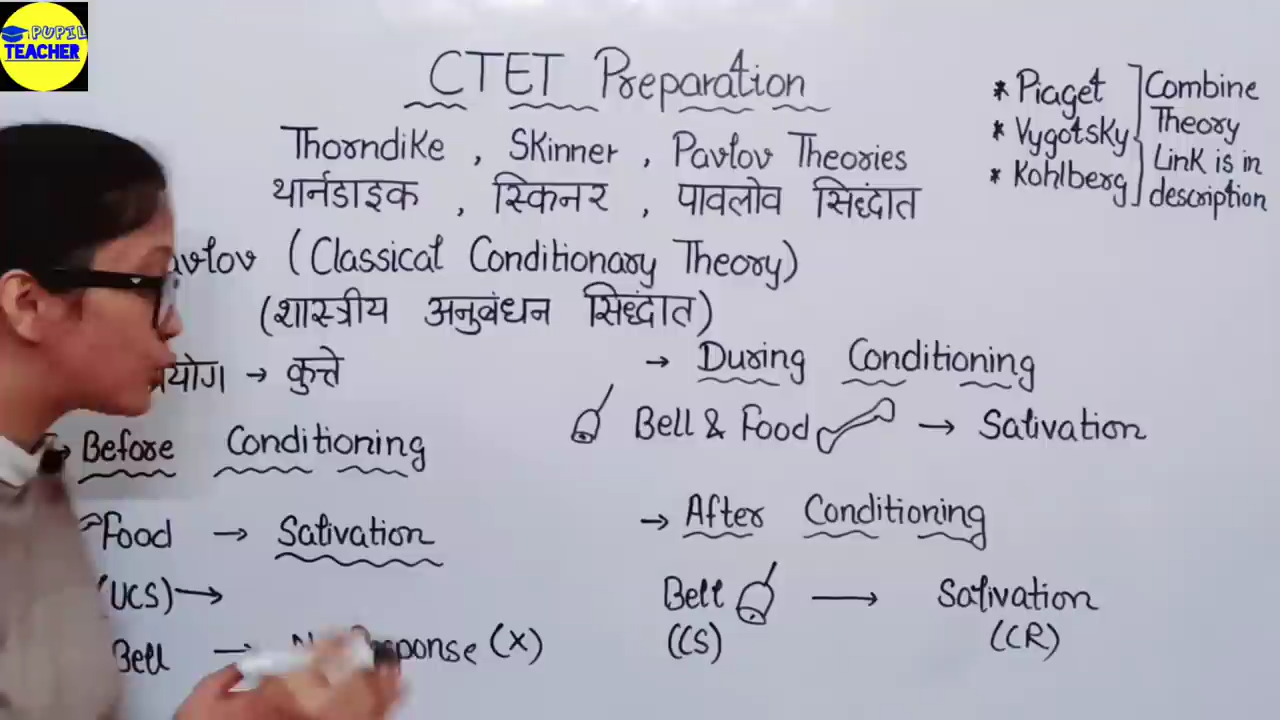 PUPIL
TEACHER
CTET Preparation
Thorndike , Skinner , Pavlov Theories
थार्नडाइक , स्किनर , पावलोव सिद्धांत
* Piaget
* Vygotsky
* Kohlberg
Combine
Theory
Link is in
description
(Classical Conditionary Theory)
(शास्त्रीय अनुबंधन सिद्धांत)
→ कुत्ते
→ Before Conditioning
Food → Salivation
(UCS) →
Bell → Response (X)
→ During Conditioning
Bell & Food → Salivation
→ After Conditioning
Bell → Salivation
(CS) (CR)